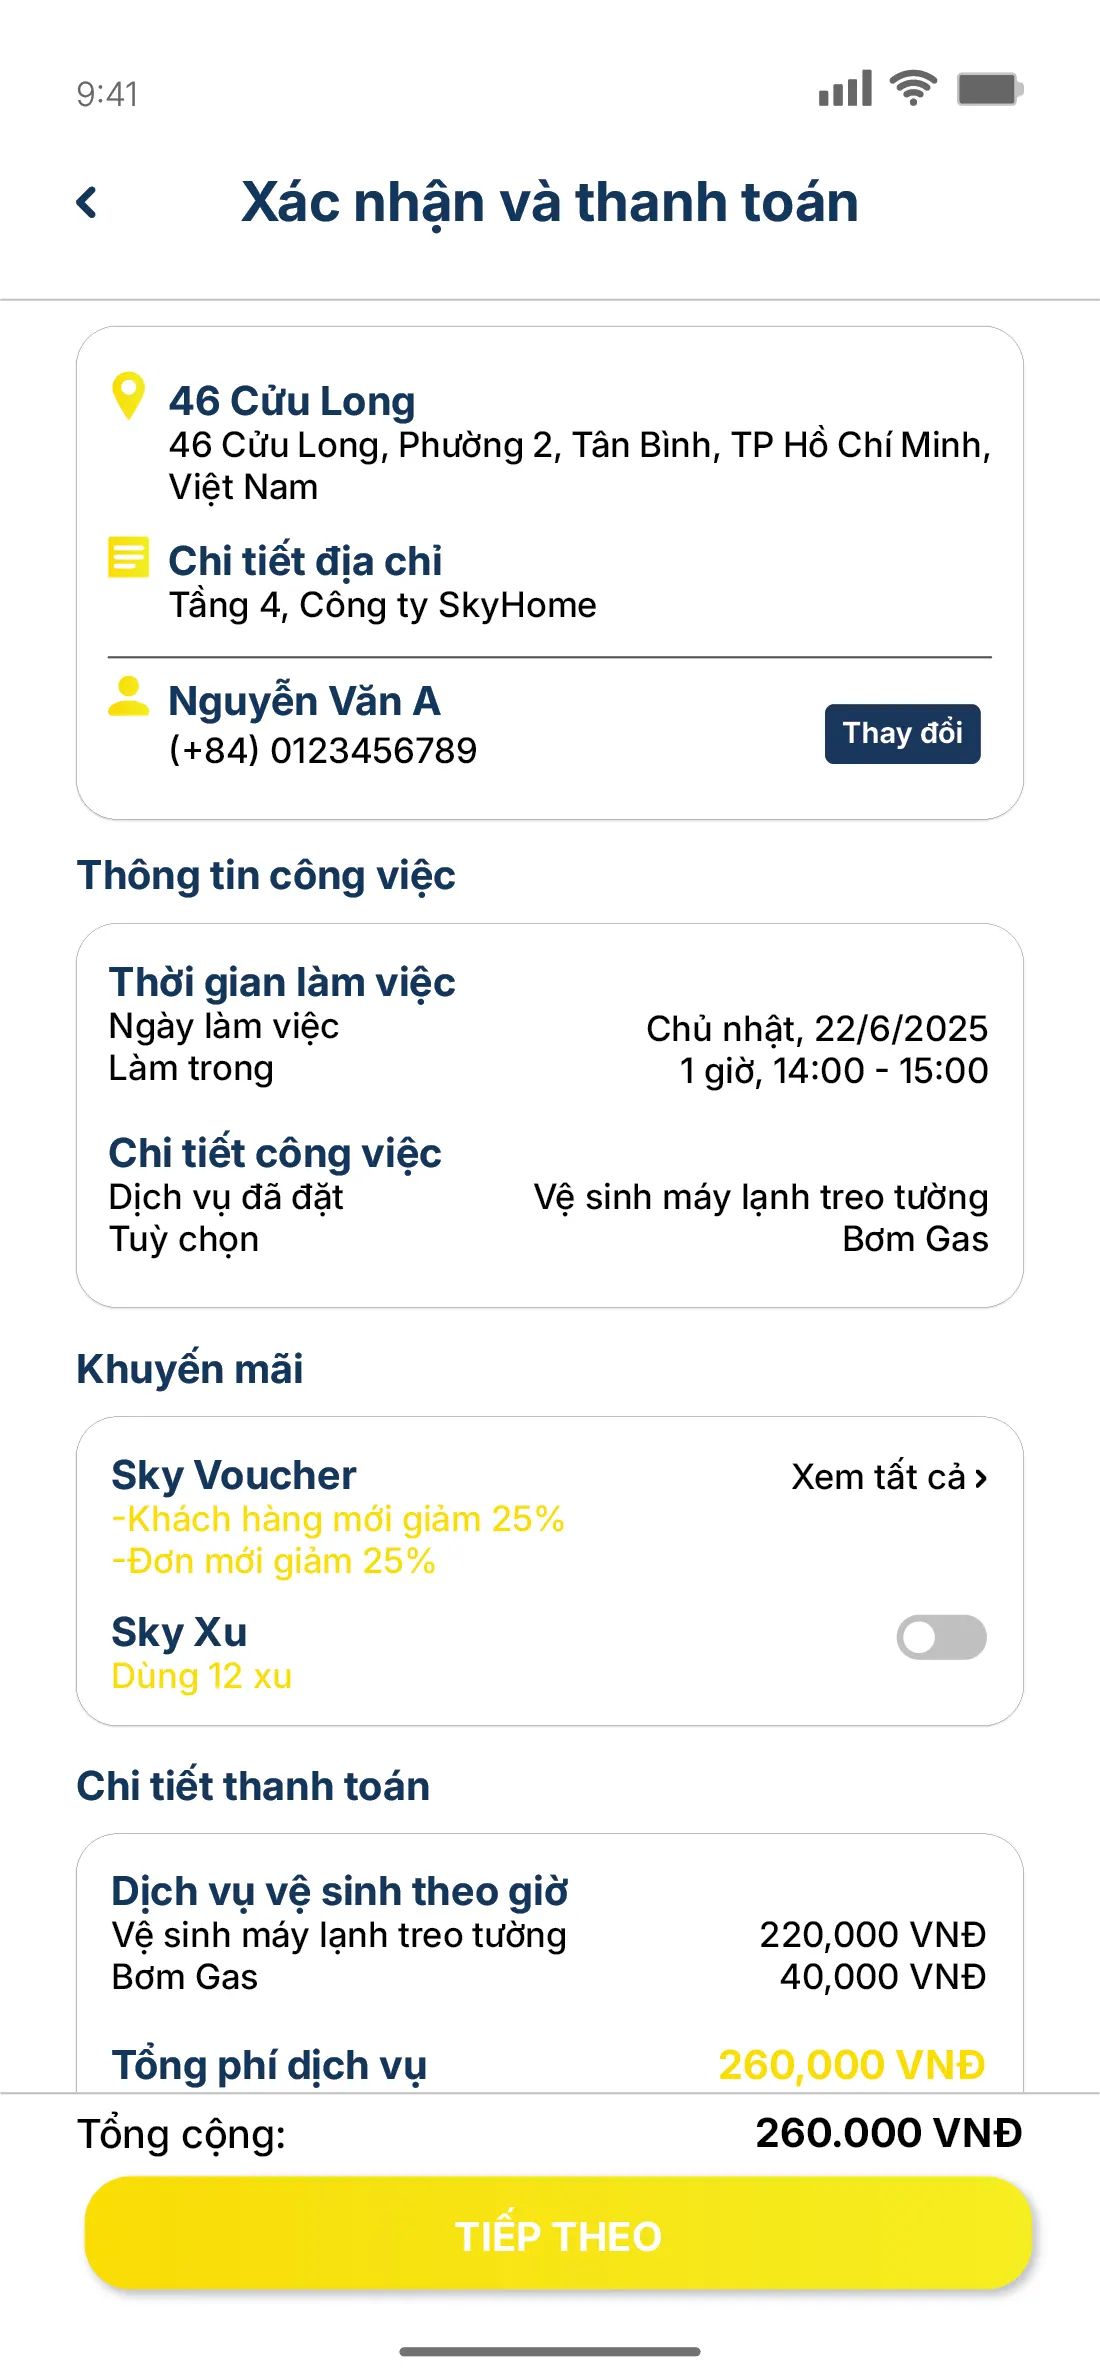 9:41
Xác nhận và thanh toán
46 Cửu Long
46 Cửu Long, Phường 2, Tân Bình, TP Hồ Chí Minh,
Việt Nam
Chi tiết địa chỉ
Tầng 4, Công ty SkyHome
Nguyễn Văn A
(+84) 0123456789
Thay đổi
Thông tin công việc
Thời gian làm việc
Ngày làm việc Chủ nhật, 22/6/2025
Làm trong 1 giờ, 14:00 - 15:00
Chi tiết công việc
Dịch vụ đã đặt Vệ sinh máy lạnh treo tường
Tuỳ chọn Bơm Gas
Khuyến mãi
Sky Voucher Xem tất cả
-Khách hàng mới giảm 25%
-Đơn mới giảm 25%
Sky Xu
Dùng 12 xu
Chi tiết thanh toán
Dịch vụ vệ sinh theo giờ
Vệ sinh máy lạnh treo tường 220,000 VNĐ
Bơm Gas 40,000 VNĐ
Tổng phí dịch vụ 260,000 VNĐ
Tổng cộng: 260.000 VNĐ
TIẾP THEO